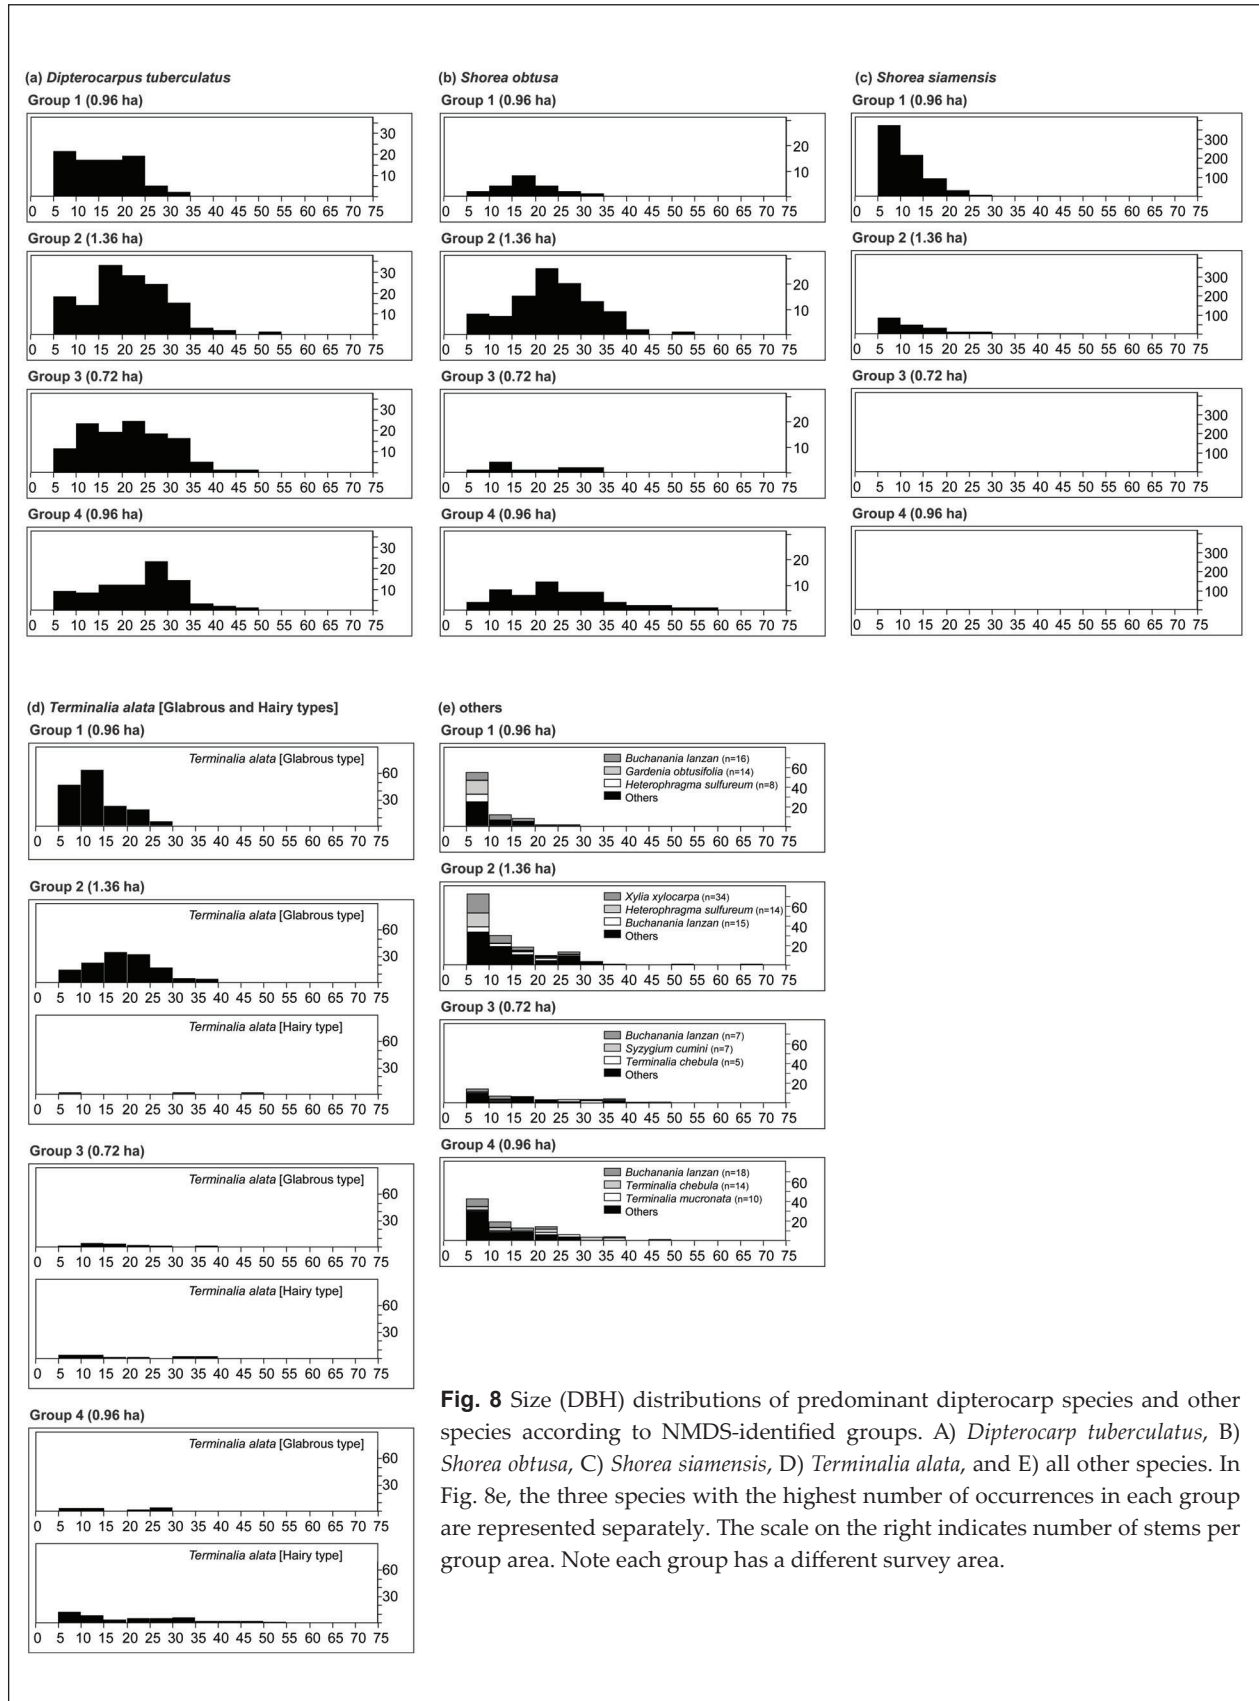 (a) Dipterocarpus tuberculatus
Group 1 (0.96 ha)
30
20
10
0 5 10 15 20 25 30 35 40 45 50 55 60 65 70 75
Group 2 (1.36 ha)
30
20
10
0 5 10 15 20 25 30 35 40 45 50 55 60 65 70 75
Group 3 (0.72 ha)
30
20
10
0 5 10 15 20 25 30 35 40 45 50 55 60 65 70 75
Group 4 (0.96 ha)
30
20
10
0 5 10 15 20 25 30 35 40 45 50 55 60 65 70 75
(b) Shorea obtusa
Group 1 (0.96 ha)
20
10
0 5 10 15 20 25 30 35 40 45 50 55 60 65 70 75
Group 2 (1.36 ha)
20
10
0 5 10 15 20 25 30 35 40 45 50 55 60 65 70 75
Group 3 (0.72 ha)
20
10
0 5 10 15 20 25 30 35 40 45 50 55 60 65 70 75
Group 4 (0.96 ha)
20
10
0 5 10 15 20 25 30 35 40 45 50 55 60 65 70 75
(c) Shorea siamensis
Group 1 (0.96 ha)
300
200
100
0 5 10 15 20 25 30 35 40 45 50 55 60 65 70 75
Group 2 (1.36 ha)
300
200
100
0 5 10 15 20 25 30 35 40 45 50 55 60 65 70 75
Group 3 (0.72 ha)
300
200
100
0 5 10 15 20 25 30 35 40 45 50 55 60 65 70 75
Group 4 (0.96 ha)
300
200
100
0 5 10 15 20 25 30 35 40 45 50 55 60 65 70 75
(d) Terminalia alata [Glabrous and Hairy types]
Group 1 (0.96 ha)
Terminalia alata [Glabrous type]
60
30
0 5 10 15 20 25 30 35 40 45 50 55 60 65 70 75
Group 2 (1.36 ha)
Terminalia alata [Glabrous type]
60
30
0 5 10 15 20 25 30 35 40 45 50 55 60 65 70 75
Terminalia alata [Hairy type]
60
30
0 5 10 15 20 25 30 35 40 45 50 55 60 65 70 75
Group 3 (0.72 ha)
Terminalia alata [Glabrous type]
60
30
0 5 10 15 20 25 30 35 40 45 50 55 60 65 70 75
Terminalia alata [Hairy type]
60
30
0 5 10 15 20 25 30 35 40 45 50 55 60 65 70 75
Group 4 (0.96 ha)
Terminalia alata [Glabrous type]
60
30
0 5 10 15 20 25 30 35 40 45 50 55 60 65 70 75
Terminalia alata [Hairy type]
60
30
0 5 10 15 20 25 30 35 40 45 50 55 60 65 70 75
(e) others
Group 1 (0.96 ha)
Buchanania lanzan (n=16)
Gardenia obtusifolia (n=14)
Heterophragma sulfureum (n=8)
Others
60
40
20
0 5 10 15 20 25 30 35 40 45 50 55 60 65 70 75
Group 2 (1.36 ha)
Xylia xylocarpa (n=34)
Heterophragma sulfureum (n=14)
Buchanania lanzan (n=15)
Others
60
40
20
0 5 10 15 20 25 30 35 40 45 50 55 60 65 70 75
Group 3 (0.72 ha)
Buchanania lanzan (n=7)
Syzygium cumini (n=7)
Terminalia chebula (n=5)
Others
60
40
20
0 5 10 15 20 25 30 35 40 45 50 55 60 65 70 75
Group 4 (0.96 ha)
Buchanania lanzan (n=18)
Terminalia chebula (n=14)
Terminalia mucronata (n=10)
Others
60
40
20
0 5 10 15 20 25 30 35 40 45 50 55 60 65 70 75
Fig. 8 Size (DBH) distributions of predominant dipterocarp species and other
species according to NMDS-identified groups. A) Dipterocarp tuberculatus, B)
Shorea obtusa, C) Shorea siamensis, D) Terminalia alata, and E) all other species. In
Fig. 8e, the three species with the highest number of occurrences in each group
are represented separately. The scale on the right indicates number of stems per
group area. Note each group has a different survey area.